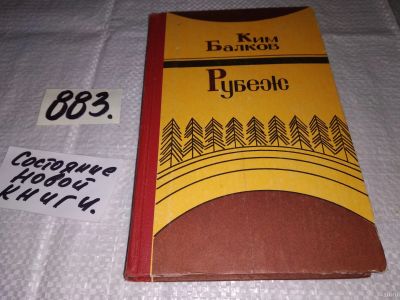 Ким
Балков
Рубеж
883.
Состояние
новой
книги.